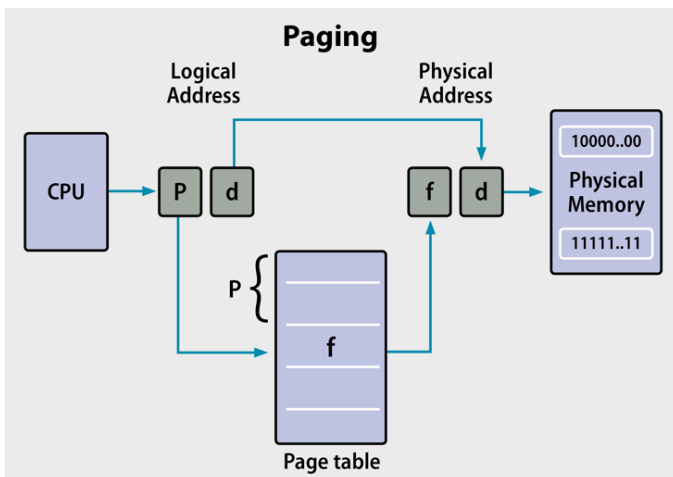 Paging
Logical
Address
Physical
Address
CPU
P
d
f
d
10000..00
Physical
Memory
11111..11
P
f
Page table